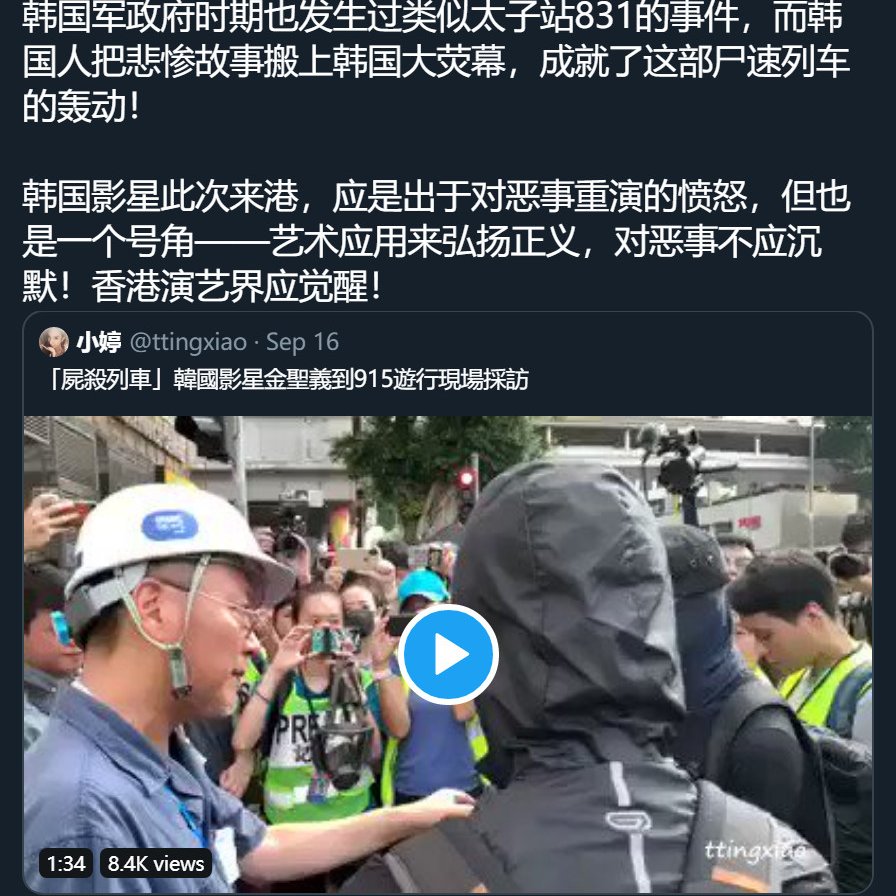 韩国军政府时期也发生过类似太子站831的事件，而韩
国人把悲惨故事搬上韩国大荧幕，成就了这部尸速列车
的轰动！
韩国影星此次来港，应是出于对恶事重演的愤怒，但也
是一个号角——艺术应用来弘扬正义，对恶事不应沉
默！香港演艺界应觉醒！
小婷 @ttingxiao · Sep 16
「屍殺列車」韓國影星金聖義到915遊行現場採訪
PRE
ttingxiao
1:34 8.4K views